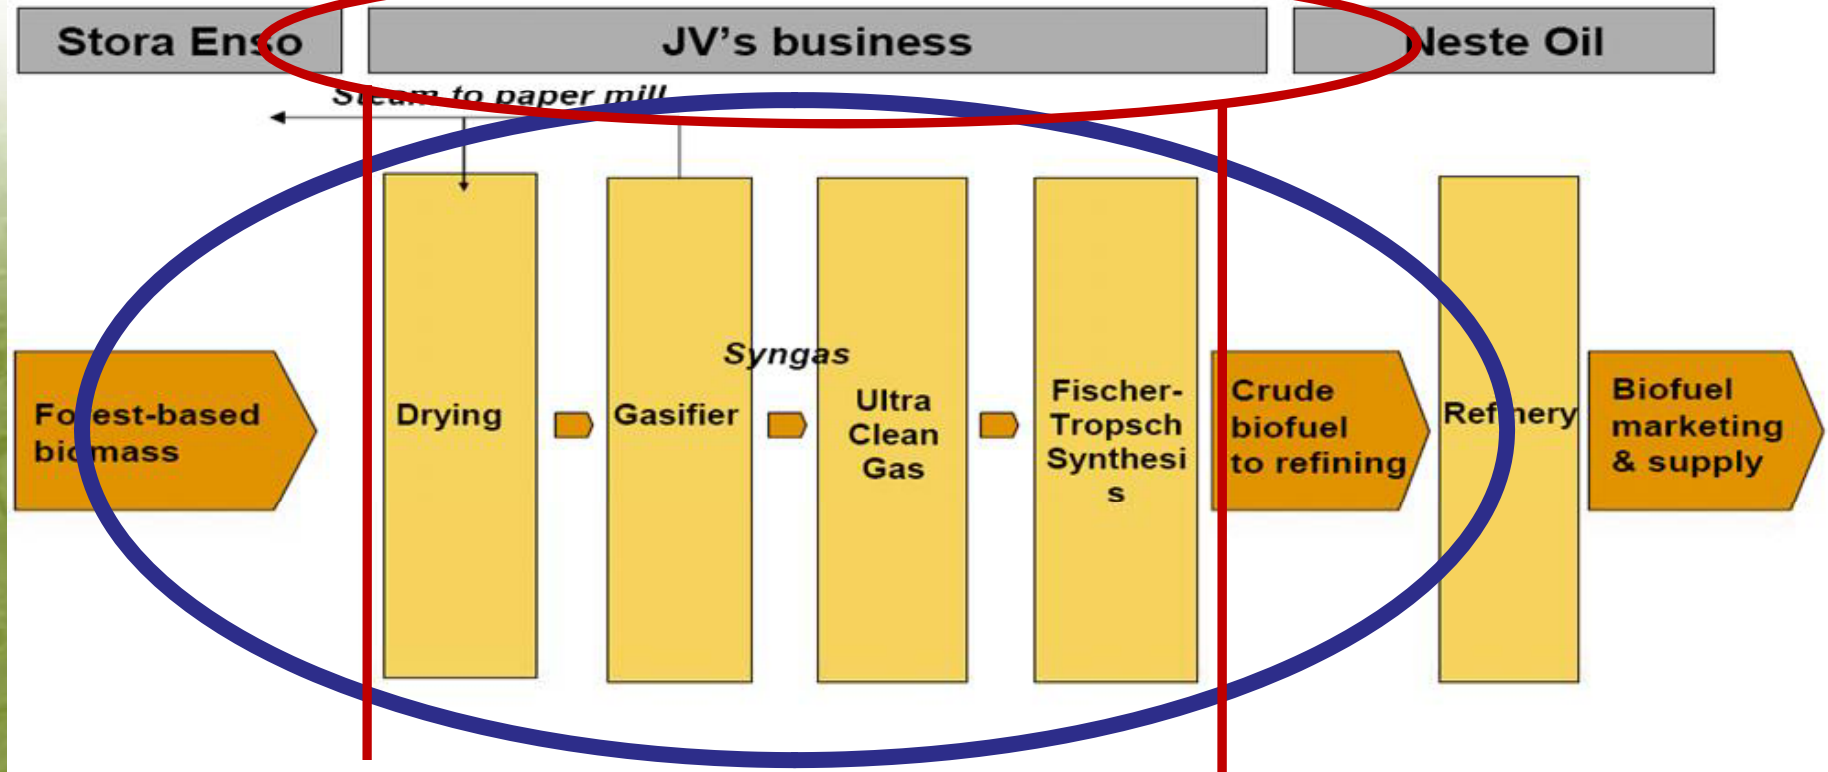 Stora Enso
JV's business
Neste Oil
Steam to paper mill
Syngas
Forest-based
biomass
Drying
Gasifier
Ultra
Clean
Gas
Fischer-
Tropsch
Synthesi
s
Crude
biofuel
to refining
Refinery
Biofuel
marketing
& supply